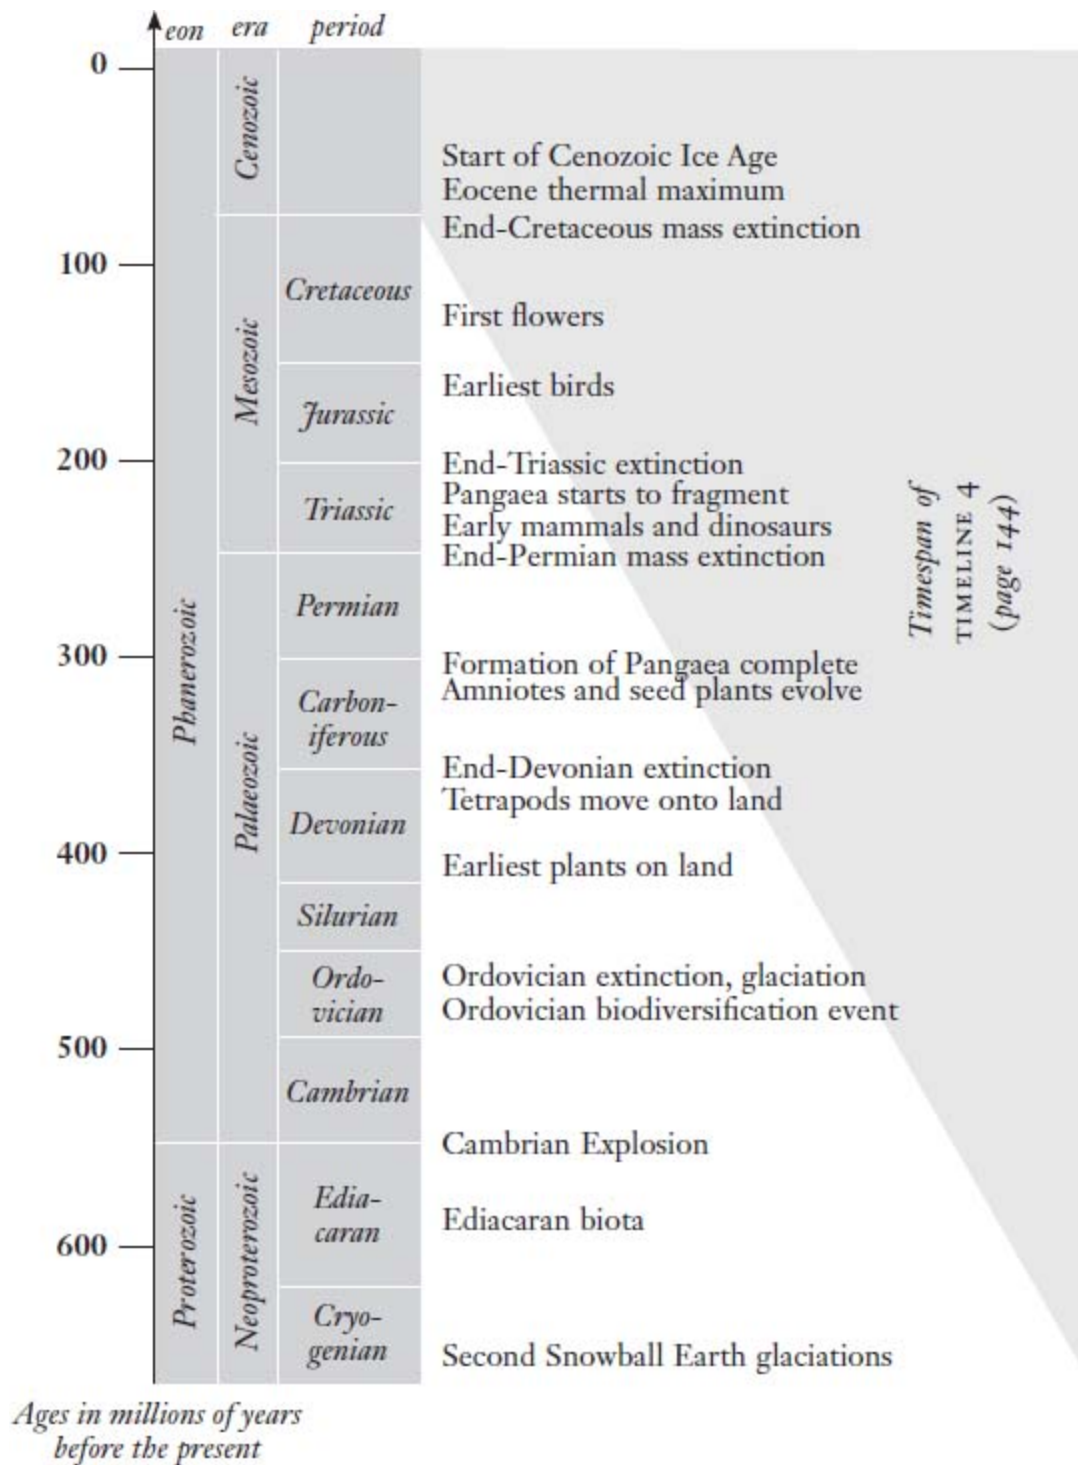 eon era period
0
100
200
300
400
500
600
Phanerozoic
Proterozoic
Cenozoic
Mesozoic
Palaeozoic
Neoproterozoic
Cretaceous
Jurassic
Triassic
Permian
Carbon-
iferous
Devonian
Silurian
Ordo-
vician
Cambrian
Edia-
caran
Cryo-
genian
Start of Cenozoic Ice Age
Eocene thermal maximum
End-Cretaceous mass extinction
First flowers
Earliest birds
End-Triassic extinction
Pangaea starts to fragment
Early mammals and dinosaurs
End-Permian mass extinction
Formation of Pangaea complete
Amniotes and seed plants evolve
End-Devonian extinction
Tetrapods move onto land
Earliest plants on land
Ordovician extinction, glaciation
Ordovician biodiversification event
Cambrian Explosion
Ediacaran biota
Second Snowball Earth glaciations
Timespan of
TIMELINE 4
(page 144)
Ages in millions of years
before the present